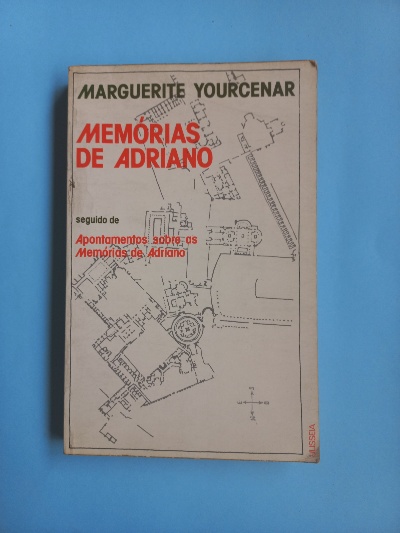 MARGUERITE YOURCENAR
MEMÓRIAS
DE ADRIANO
seguido de
Apontamentos sobre as
Memórias de Adriano
ULISSEIA